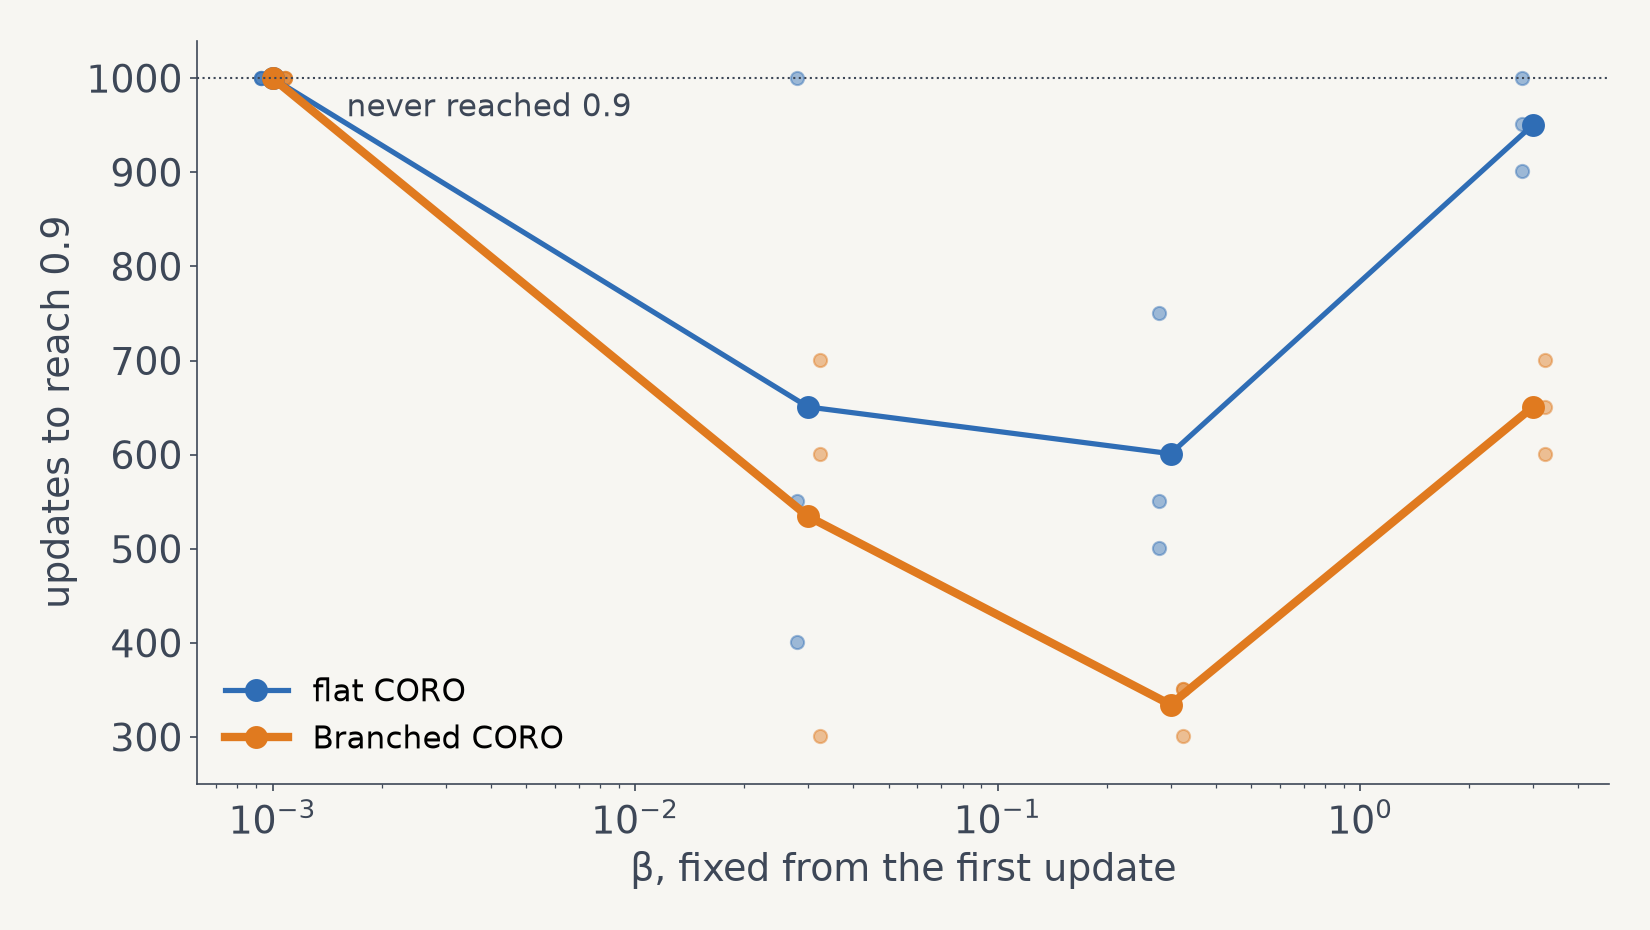 1000
never reached 0.9
900
800
700
600
500
400
300
updates to reach 0.9
flat CORO
Branched CORO
10⁻³
10⁻²
10⁻¹
10⁰
β, fixed from the first update